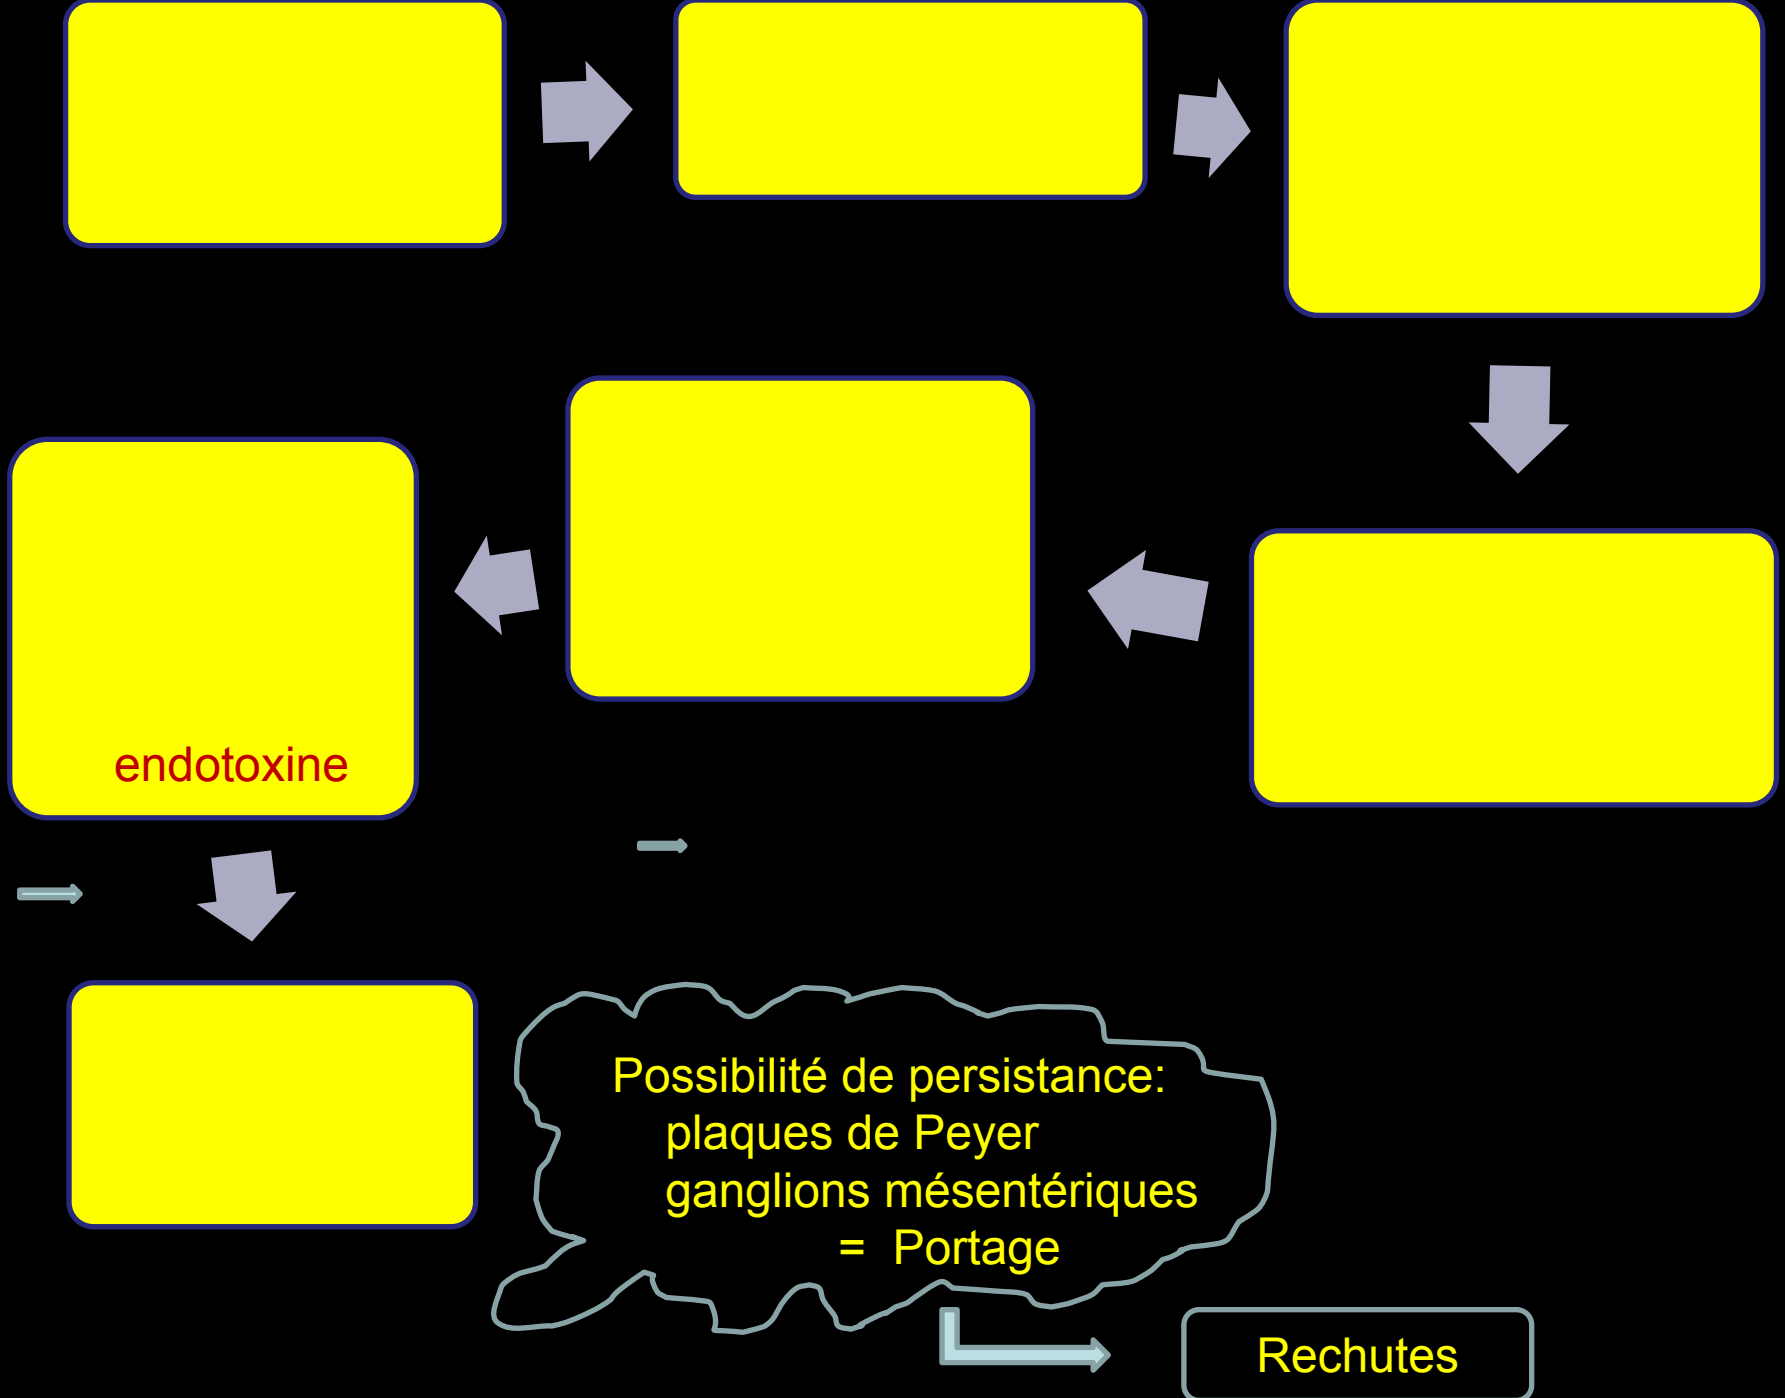 endotoxine
Possibilité de persistance:
plaques de Peyer
ganglions mésentériques
= Portage
Rechutes